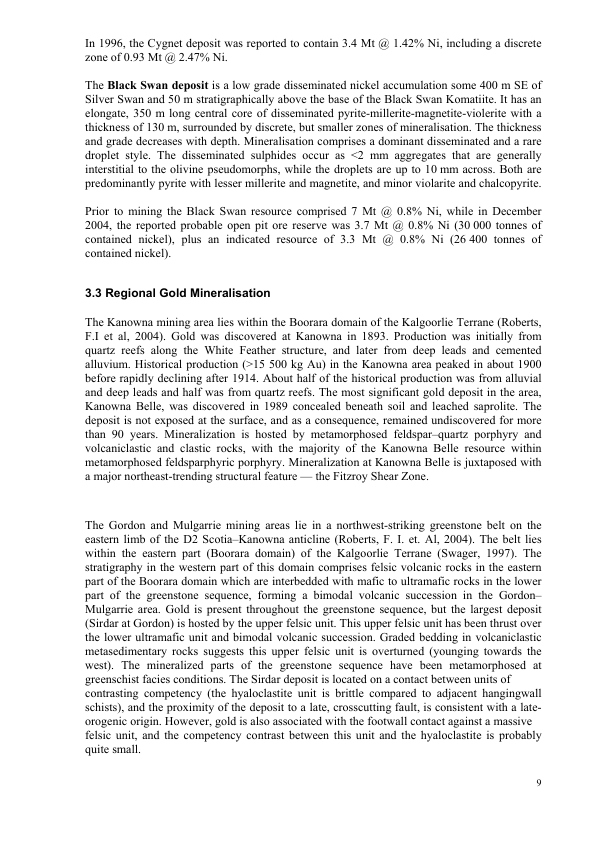 In 1996, the Cygnet deposit was reported to contain 3.4 Mt @ 1.42% Ni, including a discrete
zone of 0.93 Mt @ 2.47% Ni.
The Black Swan deposit is a low grade disseminated nickel accumulation some 400 m SE of
Silver Swan and 50 m stratigraphically above the base of the Black Swan Komatiite. It has an
elongate, 350 m long central core of disseminated pyrite-millerite-magnetite-violerite with a
thickness of 130 m, surrounded by discrete, but smaller zones of mineralisation. The thickness
and grade decreases with depth. Mineralisation comprises a dominant disseminated and a rare
droplet style. The disseminated sulphides occur as <2 mm aggregates that are generally
interstitial to the olivine pseudomorphs, while the droplets are up to 10 mm across. Both are
predominantly pyrite with lesser millerite and magnetite, and minor violarite and chalcopyrite.
Prior to mining the Black Swan resource comprised 7 Mt @ 0.8% Ni, while in December
2004, the reported probable open pit ore reserve was 3.7 Mt @ 0.8% Ni (30 000 tonnes of
contained nickel), plus an indicated resource of 3.3 Mt @ 0.8% Ni (26 400 tonnes of
contained nickel).
3.3 Regional Gold Mineralisation
The Kanowna mining area lies within the Boorara domain of the Kalgoorlie Terrane (Roberts,
F.I et al, 2004). Gold was discovered at Kanowna in 1893. Production was initially from
quartz reefs along the White Feather structure, and later from deep leads and cemented
alluvium. Historical production (>15 500 kg Au) in the Kanowna area peaked in about 1900
before rapidly declining after 1914. About half of the historical production was from alluvial
and deep leads and half was from quartz reefs. The most significant gold deposit in the area,
Kanowna Belle, was discovered in 1989 concealed beneath soil and leached saprolite. The
deposit is not exposed at the surface, and as a consequence, remained undiscovered for more
than 90 years. Mineralization is hosted by metamorphosed feldspar–quartz porphyry and
volcaniclastic and clastic rocks, with the majority of the Kanowna Belle resource within
metamorphosed feldsparphyric porphyry. Mineralization at Kanowna Belle is juxtaposed with
a major northeast-trending structural feature — the Fitzroy Shear Zone.
The Gordon and Mulgarrie mining areas lie in a northwest-striking greenstone belt on the
eastern limb of the D2 Scotia–Kanowna anticline (Roberts, F. I. et. Al, 2004). The belt lies
within the eastern part (Boorara domain) of the Kalgoorlie Terrane (Swager, 1997). The
stratigraphy in the western part of this domain comprises felsic volcanic rocks in the eastern
part of the Boorara domain which are interbedded with mafic to ultramafic rocks in the lower
part of the greenstone sequence, forming a bimodal volcanic succession in the Gordon–
Mulgarrie area. Gold is present throughout the greenstone sequence, but the largest deposit
(Sirdar at Gordon) is hosted by the upper felsic unit. This upper felsic unit has been thrust over
the lower ultramafic unit and bimodal volcanic succession. Graded bedding in volcaniclastic
metasedimentary rocks suggests this upper felsic unit is overturned (younging towards the
west). The mineralized parts of the greenstone sequence have been metamorphosed at
greenschist facies conditions. The Sirdar deposit is located on a contact between units of
contrasting competency (the hyaloclastite unit is brittle compared to adjacent hangingwall
schists), and the proximity of the deposit to a late, crosscutting fault, is consistent with a late-
orogenic origin. However, gold is also associated with the footwall contact against a massive
felsic unit, and the competency contrast between this unit and the hyaloclastite is probably
quite small.
9